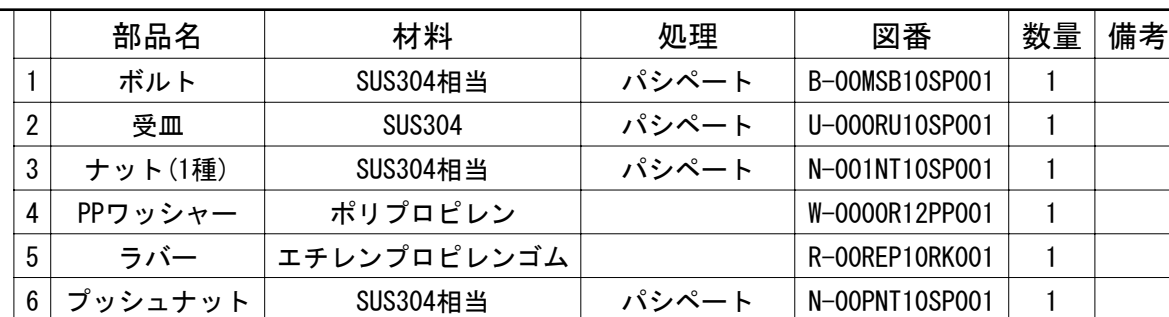 部品名 材料 処理 図番 数量 備考
1 ボルト SUS304相当 パシペート B-00MSB10SP001 1
2 受皿 SUS304 パシペート U-000RU10SP001 1
3 ナット(1種) SUS304相当 パシペート N-001NT10SP001 1
4 PPワッシャー ポリプロピレン W-0000R12PP001 1
5 ラバー エチレンプロピレンゴム R-00REP10RK001 1
6 プッシュナット SUS304相当 パシペート N-00PNT10SP001 1